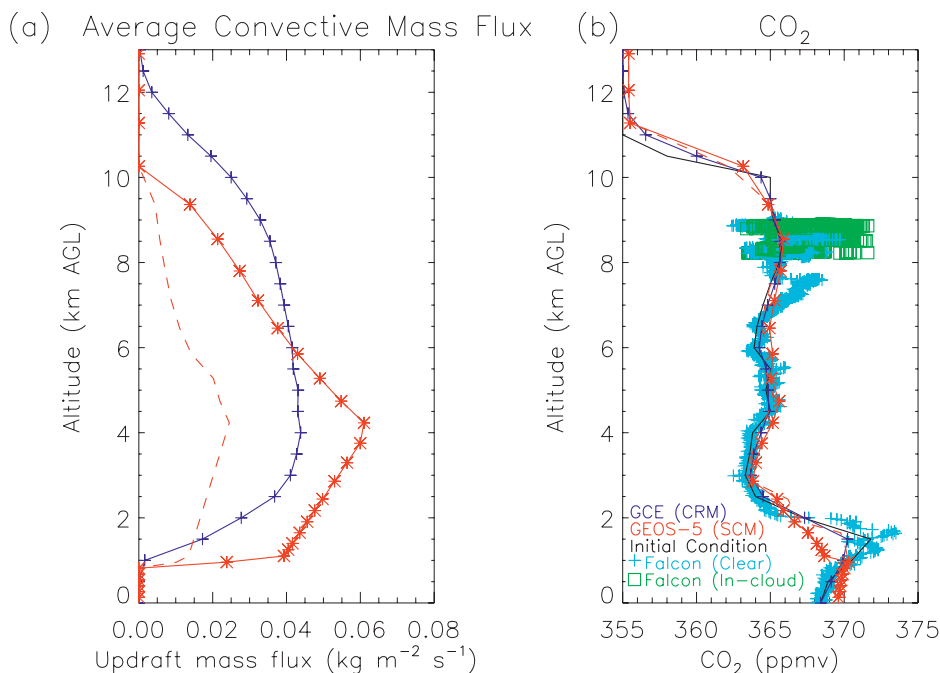 (a) Average Convective Mass Flux
12
10
8
6
4
2
0
Altitude (km AGL)
0.00 0.02 0.04 0.06 0.08
Updraft mass flux (kg m⁻² s⁻¹)
(b) CO₂
12
10
8
6
4
2
0
Altitude (km AGL)
GCE (CRM)
GEOS-5 (SCM)
Initial Condition
Falcon (Clear)
Falcon (In-cloud)
355 360 365 370 375
CO₂ (ppmv)